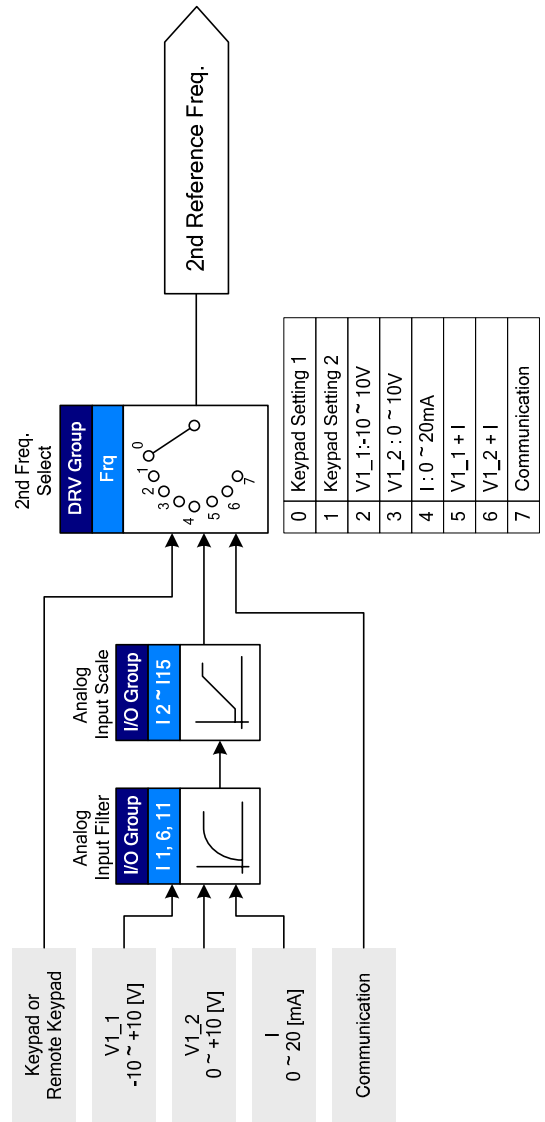 Keypad or
Remote Keypad
V1_1
-10 ~ +10 [V]
V1_2
0 ~ +10 [V]
I
0 ~ 20 [mA]
Communication
Analog
Input Filter
I/O Group
I 1, 6, 11
Analog
Input Scale
I/O Group
I 2 ~ I15
2nd Freq.
Select
DRV Group
Frq
0
1
2
3
4
5
6
7
2nd Reference Freq.
0 Keypad Setting 1
1 Keypad Setting 2
2 V1_1:-10 ~ 10V
3 V1_2 : 0 ~ 10V
4 I : 0 ~ 20mA
5 V1_1 + I
6 V1_2 + I
7 Communication